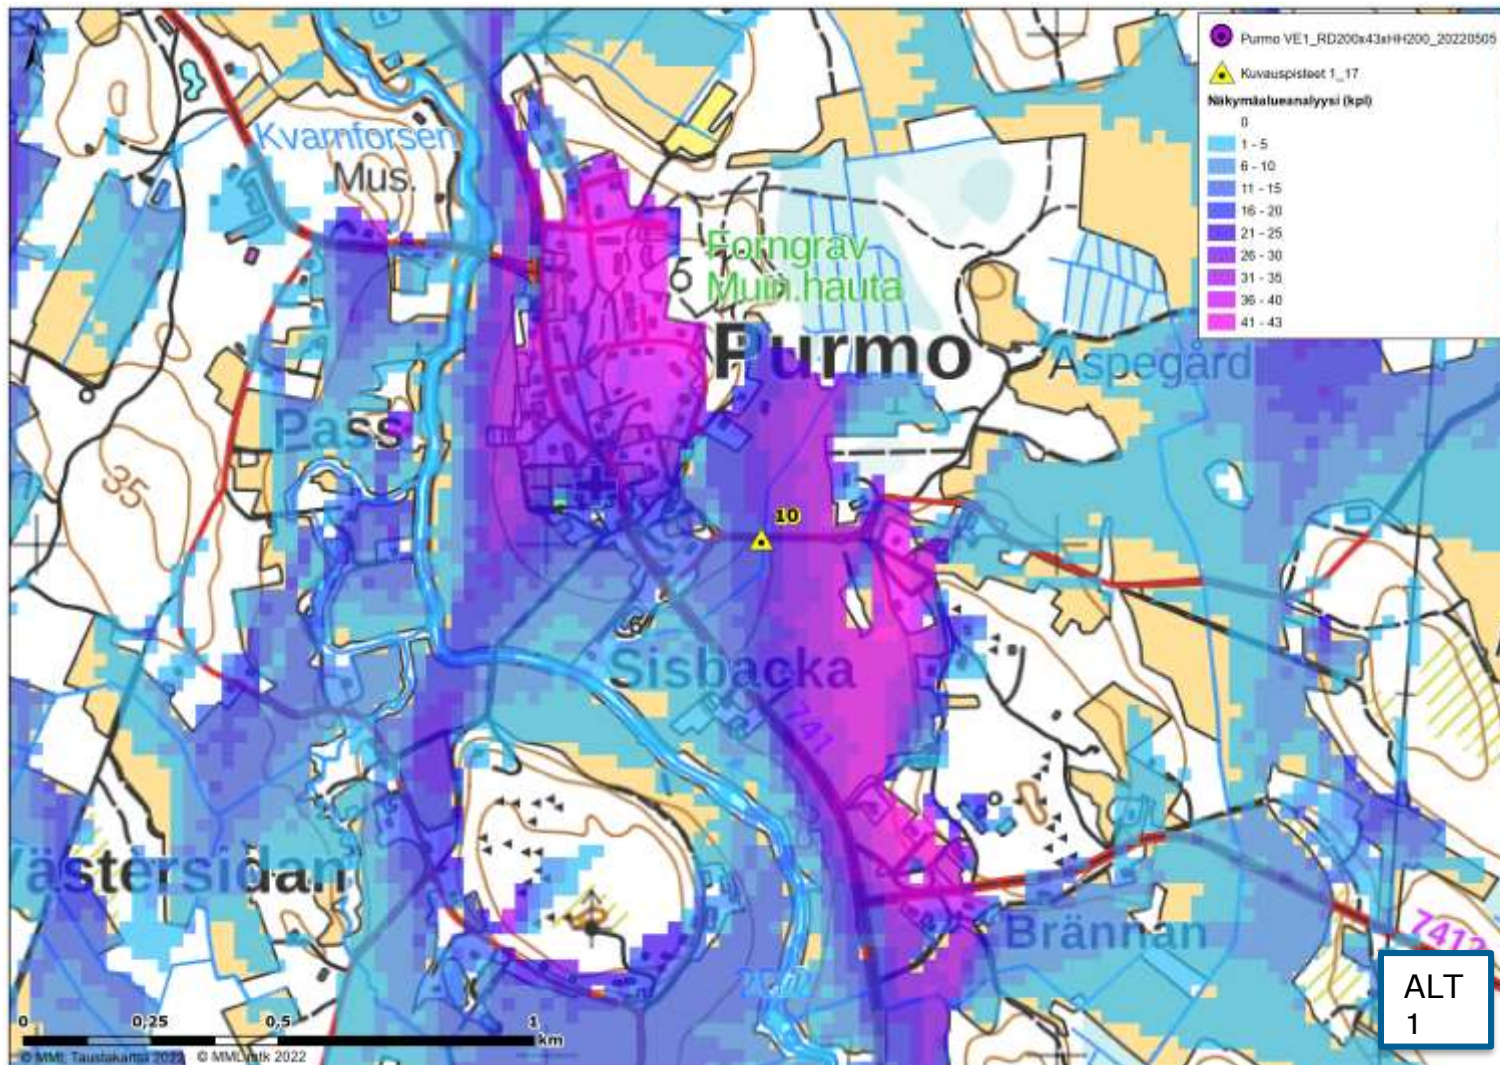 Purmo VE1_RD200x43xHH200_20220505
Kuvauspisteet 1_17
Näkymäalueanalyysi (kpl)
0
1 - 5
6 - 10
11 - 15
16 - 20
21 - 25
26 - 30
31 - 35
36 - 40
41 - 43
Kvarnforsen
Mus.
Forngrav
Muin.hauta
Purmo
Aspegård
Pass
35
10
Sisbacka
741
Västersidan
Brännan
7412
ALT
1
0
0,25
0,5
1
km
© MML Taustakartta 2022
© MML mtk 2022